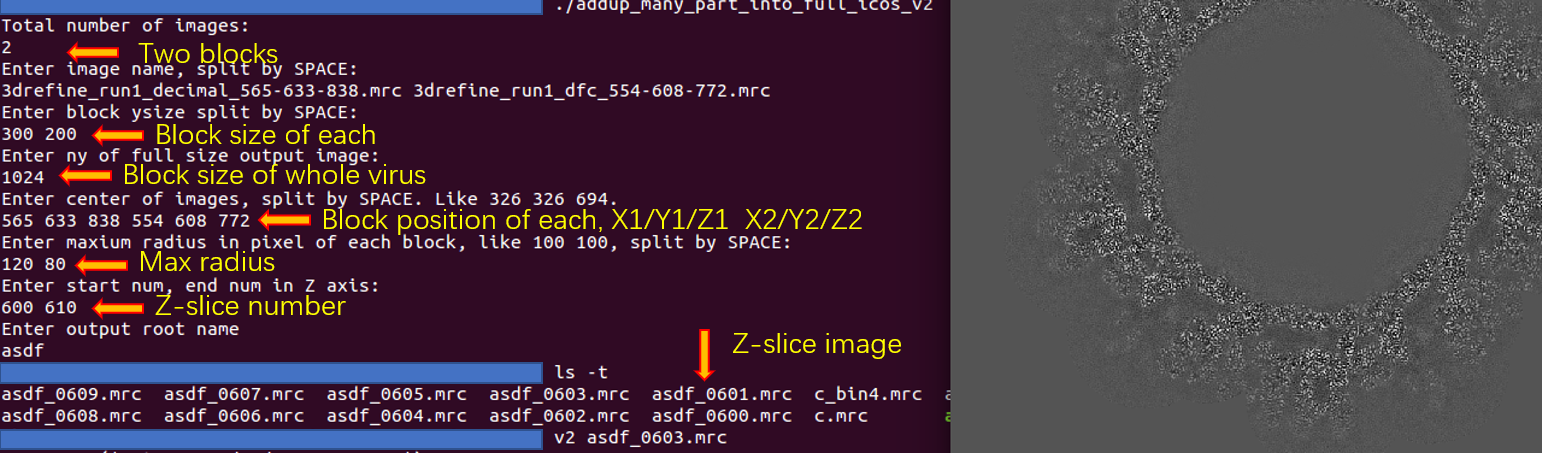 ./addup_many_part_into_full_icos_v2
Total number of images:
2
Two blocks
Enter image name, split by SPACE:
3drefine_run1_decimal_565-633-838.mrc 3drefine_run1_dfc_554-608-772.mrc
Enter block ysize split by SPACE:
300 200
Block size of each
Enter ny of full size output image:
1024
Block size of whole virus
Enter center of images, split by SPACE. Like 326 326 694.
565 633 838 554 608 772
Block position of each, X1/Y1/Z1 X2/Y2/Z2
Enter maxium radius in pixel of each block, like 100 100, split by SPACE:
120 80
Max radius
Enter start num, end num in Z axis:
600 610
Z-slice number
Enter output root name
asdf
Z-slice image
ls -t
asdf_0609.mrc asdf_0607.mrc asdf_0605.mrc asdf_0603.mrc asdf_0601.mrc c_bin4.mrc
asdf_0608.mrc asdf_0606.mrc asdf_0604.mrc asdf_0602.mrc asdf_0600.mrc c.mrc
v2 asdf_0603.mrc